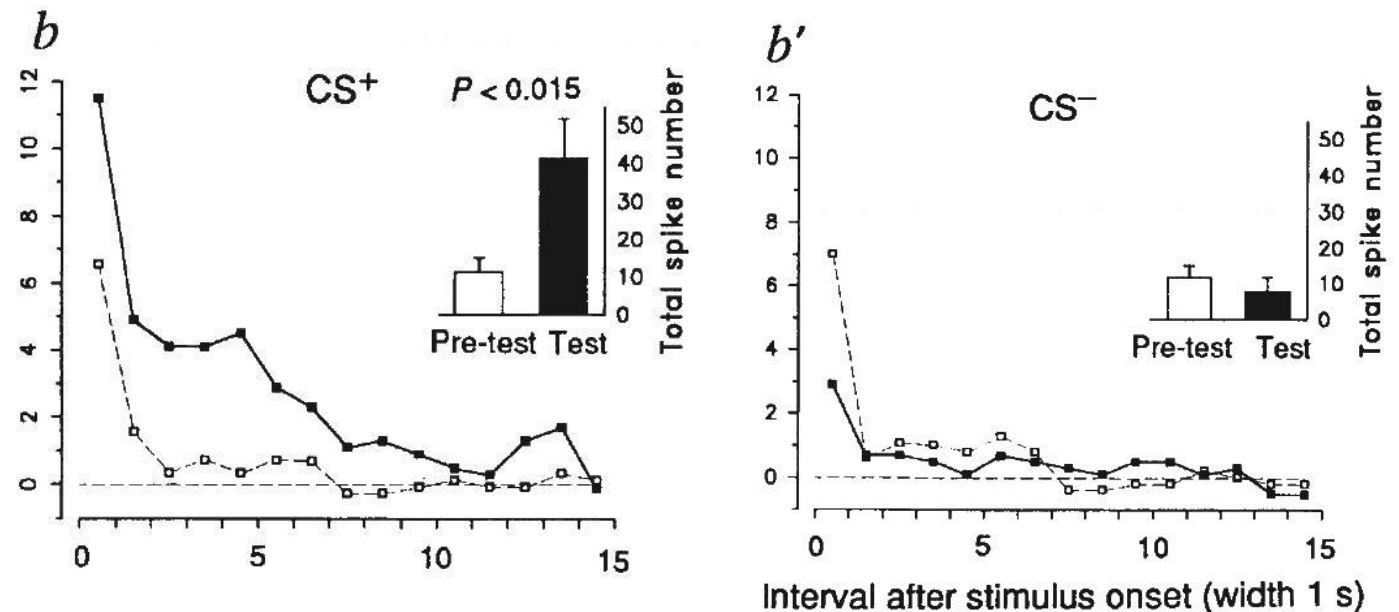 b
CS+ P < 0.015
12
10
8
6
4
2
0
0 5 10 15
50
40
30
20
10
0
Total spike number
Pre-test Test
b'
CS−
12
10
8
6
4
2
0
0 5 10 15
50
40
30
20
10
0
Total spike number
Pre-test Test
Interval after stimulus onset (width 1 s)